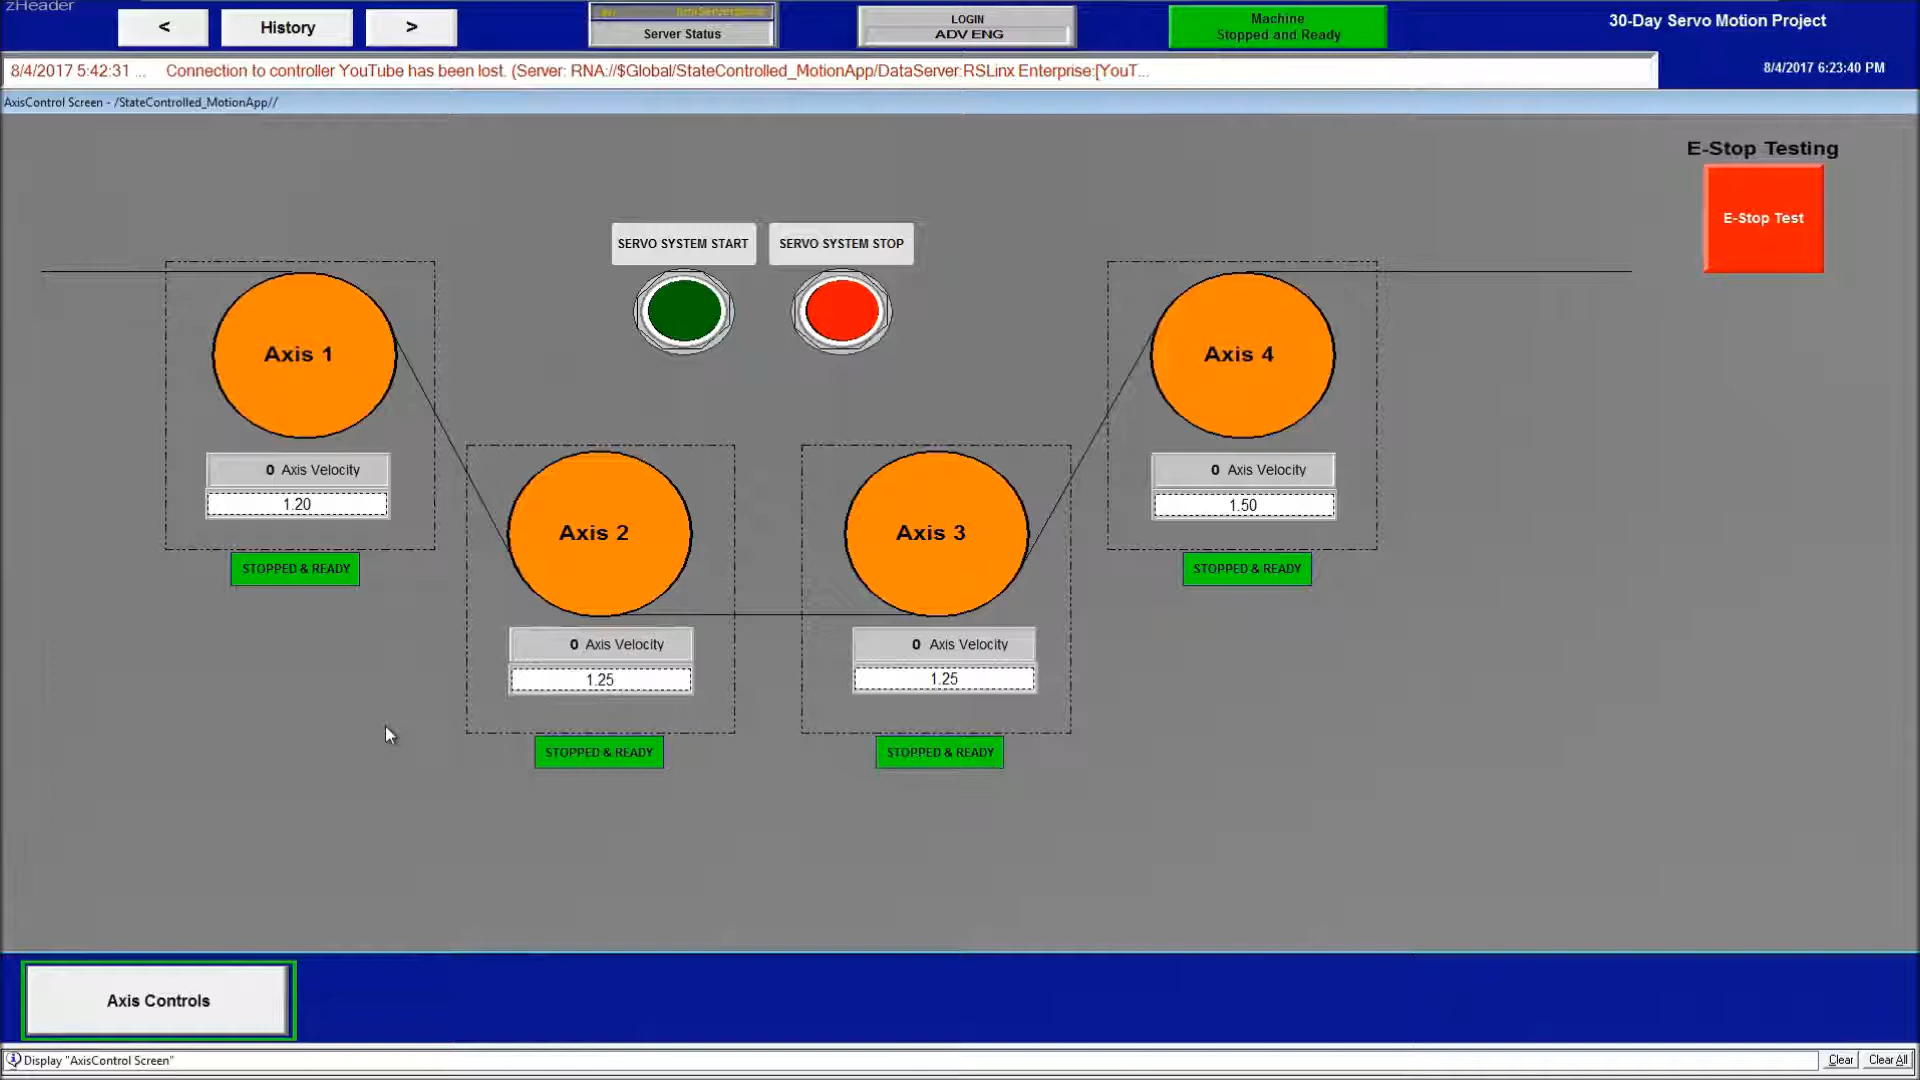 zHeader
<
History
>
Server Status
LOGIN
ADV ENG
Machine
Stopped and Ready
30-Day Servo Motion Project
8/4/2017 5:42:31 ...
Connection to controller YouTube has been lost. (Server: RNA://$Global/StateControlled_MotionApp/DataServer:RSLinx Enterprise:[YouT...
8/4/2017 6:23:40 PM
AxisControl Screen - /StateControlled_MotionApp//
E-Stop Testing
E-Stop Test
SERVO SYSTEM START
SERVO SYSTEM STOP
Axis 1
0 Axis Velocity
1.20
STOPPED & READY
Axis 2
0 Axis Velocity
1.25
STOPPED & READY
Axis 3
0 Axis Velocity
1.25
STOPPED & READY
Axis 4
0 Axis Velocity
1.50
STOPPED & READY
Axis Controls
Display "AxisControl Screen"
Clear
Clear All